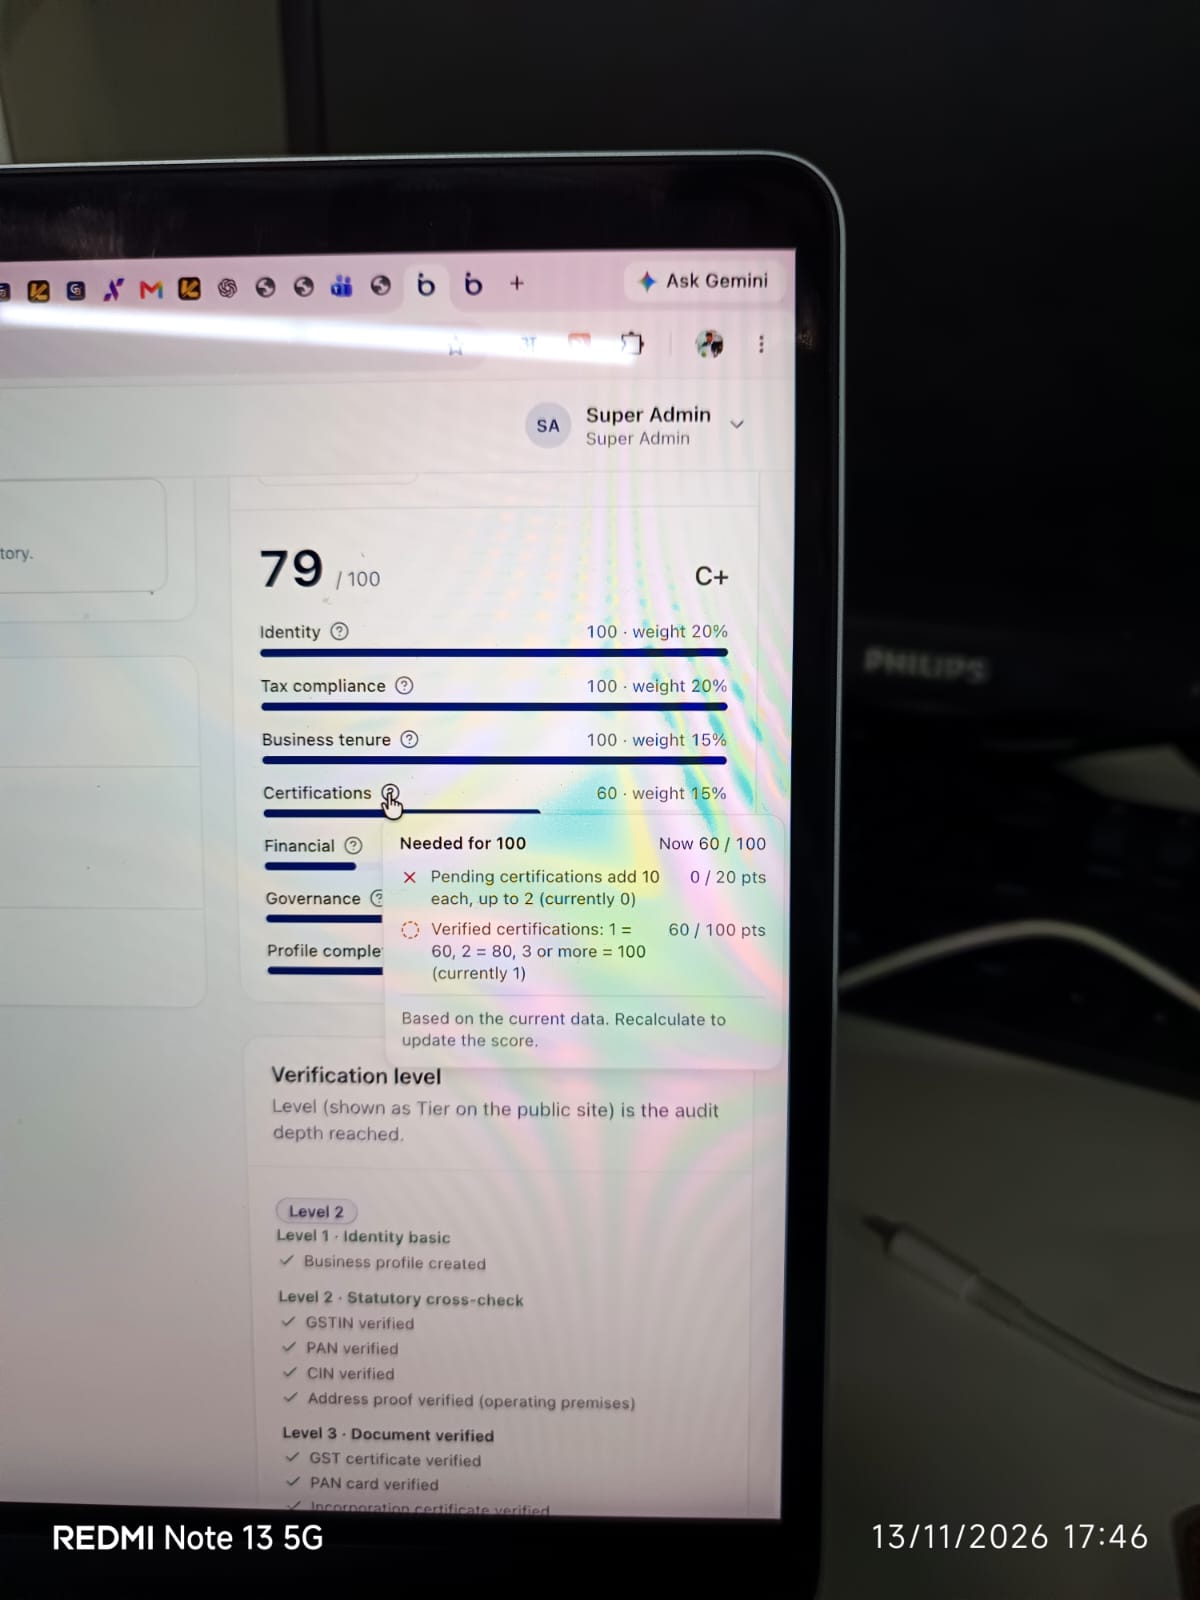 Ask Gemini
SA
Super Admin
Super Admin
tory.
79 / 100
C+
Identity
100 · weight 20%
Tax compliance
100 · weight 20%
Business tenure
100 · weight 15%
Certifications
60 · weight 15%
Financial
Needed for 100
Now 60 / 100
Pending certifications add 10
each, up to 2 (currently 0)
0 / 20 pts
Governance
Verified certifications: 1 =
60, 2 = 80, 3 or more = 100
(currently 1)
60 / 100 pts
Profile comple
Based on the current data. Recalculate to
update the score.
Verification level
Level (shown as Tier on the public site) is the audit
depth reached.
Level 2
Level 1 · Identity basic
Business profile created
Level 2 · Statutory cross-check
GSTIN verified
PAN verified
CIN verified
Address proof verified (operating premises)
Level 3 · Document verified
GST certificate verified
PAN card verified
Incorporation certificate verified
PHILIPS
REDMI Note 13 5G
13/11/2026 17:46